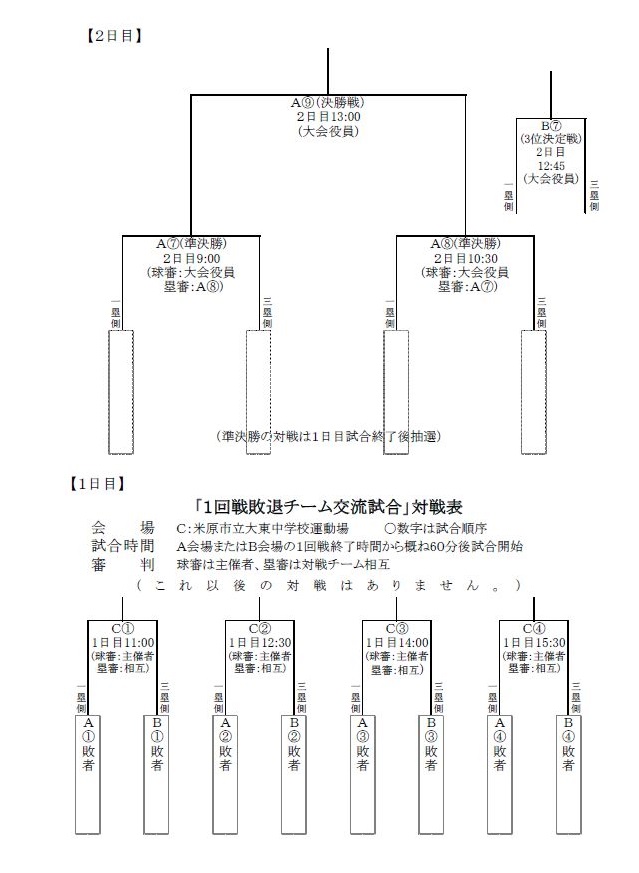 【2日目】
A⑨(決勝戦)
2日目13:00
(大会役員)
B⑦
(3位決定戦)
2日目
12:45
(大会役員)
一塁側
三塁側
A⑦(準決勝)
2日目9:00
(球審:大会役員
塁審:A⑧)
A⑧(準決勝)
2日目10:30
(球審:大会役員
塁審:A⑦)
一塁側
三塁側
一塁側
三塁側
(準決勝の対戦は1日目試合終了後抽選)
【1日目】
「1回戦敗退チーム交流試合」対戦表
会　場　C:米原市立大東中学校運動場　○数字は試合順序
試合時間　A会場またはB会場の1回戦終了時間から概ね60分後試合開始
審　判　球審は主催者、塁審は対戦チーム相互
(これ以後の対戦はありません。)
C①
1日目11:00
(球審:主催者
塁審:相互)
C②
1日目12:30
(球審:主催者
塁審:相互)
C③
1日目14:00
(球審:主催者
塁審:相互)
C④
1日目15:30
(球審:主催者
塁審:相互)
一塁側
三塁側
一塁側
三塁側
一塁側
三塁側
一塁側
三塁側
A①敗者
B①敗者
A②敗者
B②敗者
A③敗者
B③敗者
A④敗者
B④敗者